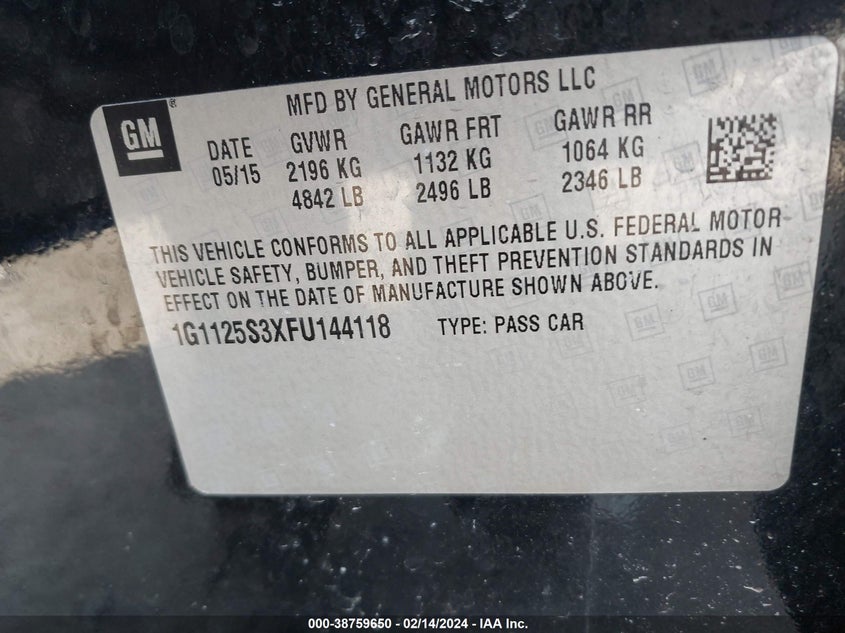 GM®
MFD BY GENERAL MOTORS LLC
DATE GVWR GAWR FRT GAWR RR
05/15 2196 KG 1132 KG 1064 KG
4842 LB 2496 LB 2346 LB
THIS VEHICLE CONFORMS TO ALL APPLICABLE U.S. FEDERAL MOTOR
VEHICLE SAFETY, BUMPER, AND THEFT PREVENTION STANDARDS IN
EFFECT ON THE DATE OF MANUFACTURE SHOWN ABOVE.
1G1125S3XFU144118 TYPE: PASS CAR
000-38759650 - 02/14/2024 - IAA Inc.